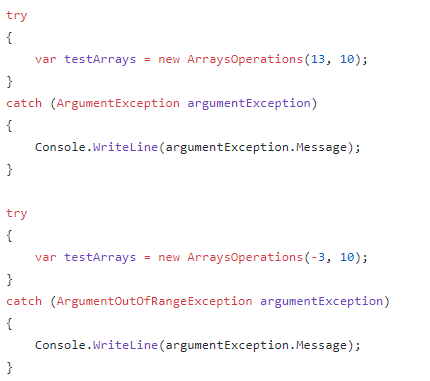 try
{
    var testArrays = new ArraysOperations(13, 10);
}
catch (ArgumentException argumentException)
{
    Console.WriteLine(argumentException.Message);
}
try
{
    var testArrays = new ArraysOperations(-3, 10);
}
catch (ArgumentOutOfRangeException argumentException)
{
    Console.WriteLine(argumentException.Message);
}